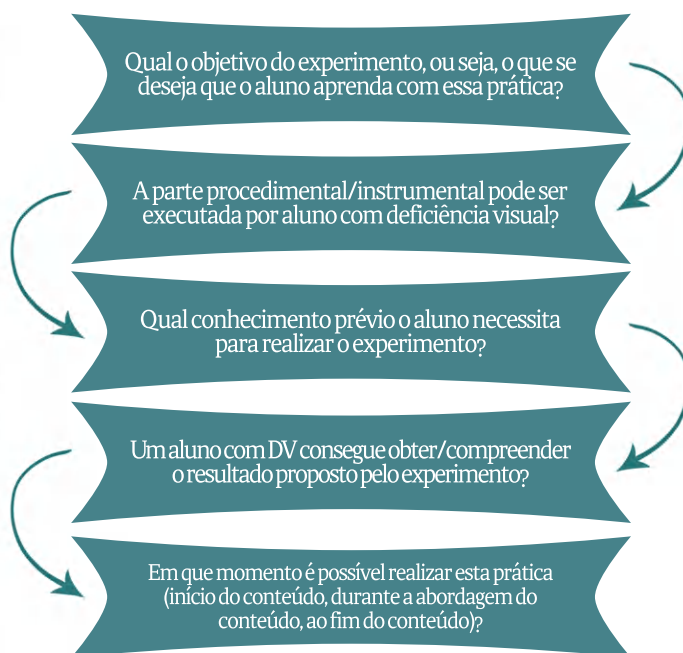 Qual o objetivo do experimento, ou seja, o que se
deseja que o aluno aprenda com essa prática?
A parte procedimental/instrumental pode ser
executada por aluno com deficiência visual?
Qual conhecimento prévio o aluno necessita
para realizar o experimento?
Um aluno com DV consegue obter/compreender
o resultado proposto pelo experimento?
Em que momento é possível realizar esta prática
(início do conteúdo, durante a abordagem do
conteúdo, ao fim do conteúdo)?